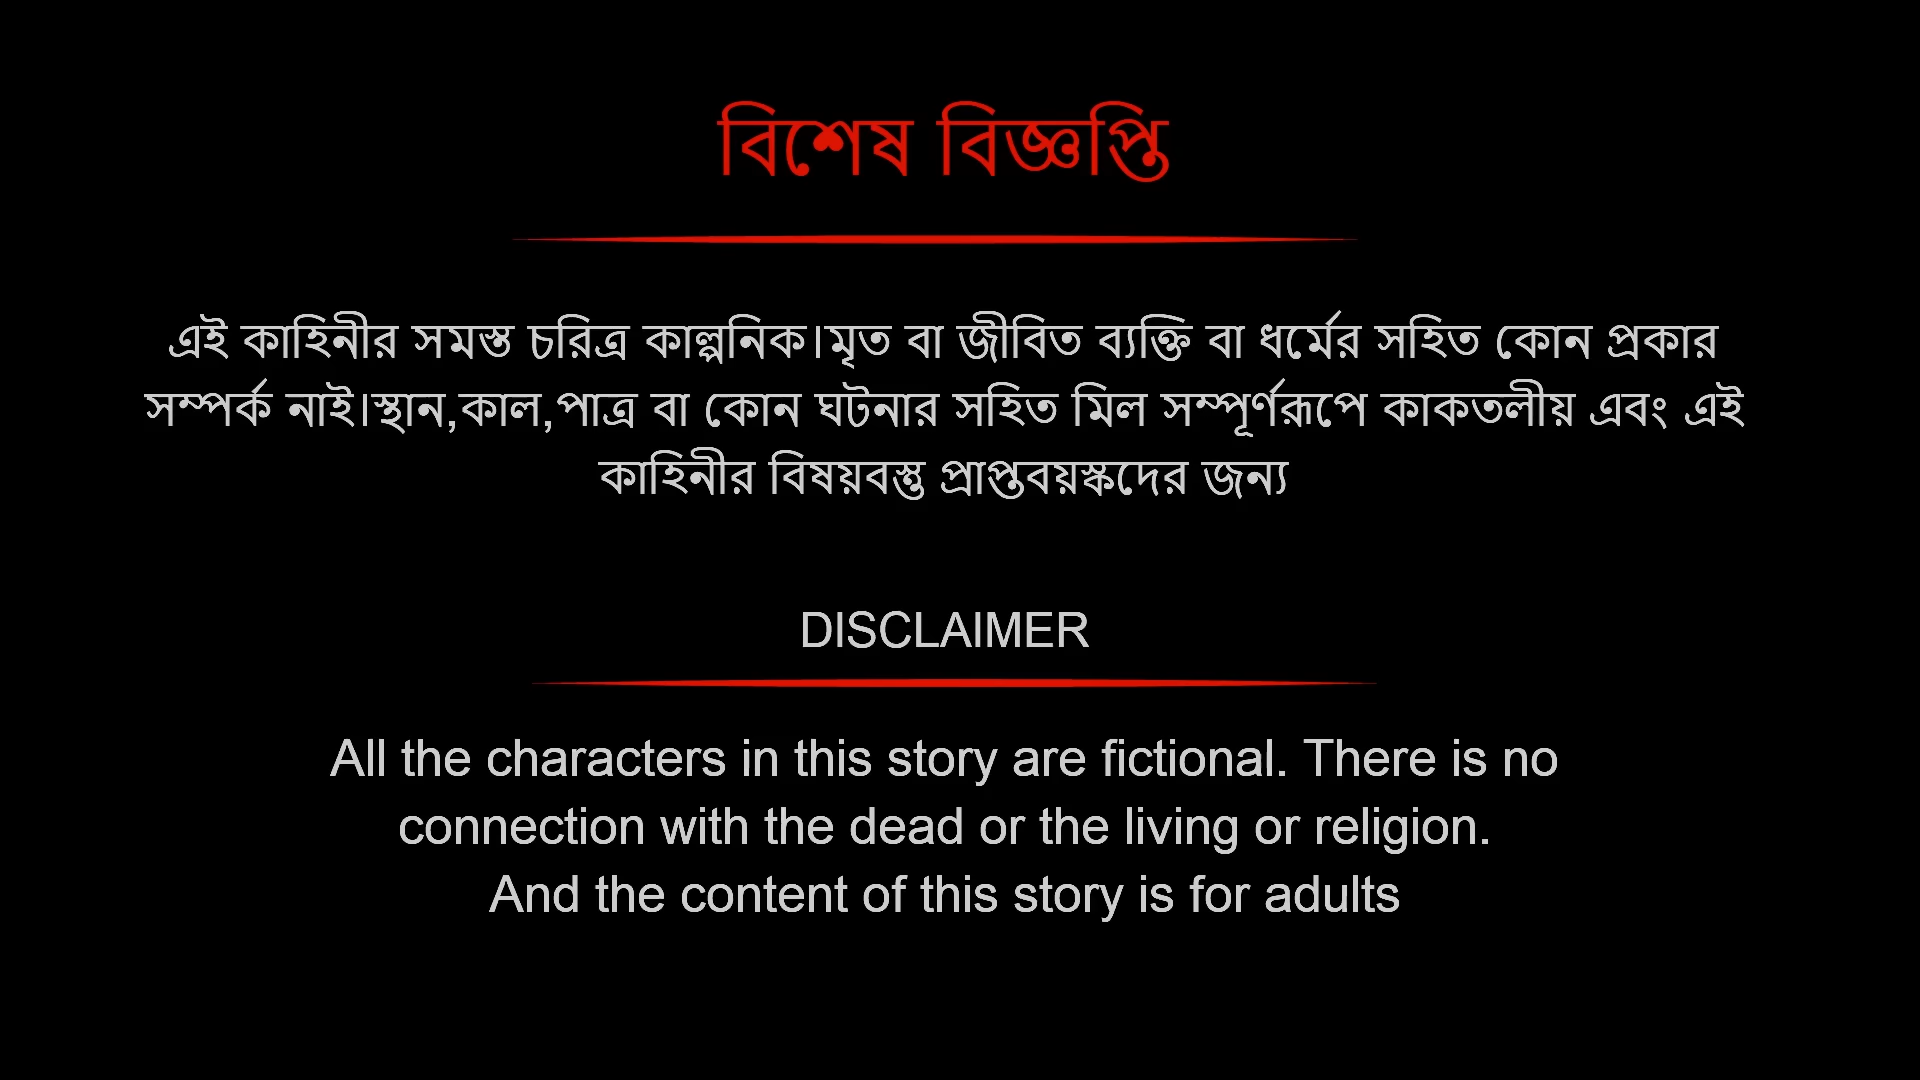 বিশেষ বিজ্ঞপ্তি
এই কাহিনীর সমস্ত চরিত্র কাল্পনিক।মৃত বা জীবিত ব্যক্তি বা ধর্মের সহিত কোন প্রকার
সম্পর্ক নাই।স্থান,কাল,পাত্র বা কোন ঘটনার সহিত মিল সম্পূর্ণরূপে কাকতলীয় এবং এই
কাহিনীর বিষয়বস্তু প্রাপ্তবয়স্কদের জন্য
DISCLAIMER
All the characters in this story are fictional. There is no
connection with the dead or the living or religion.
And the content of this story is for adults